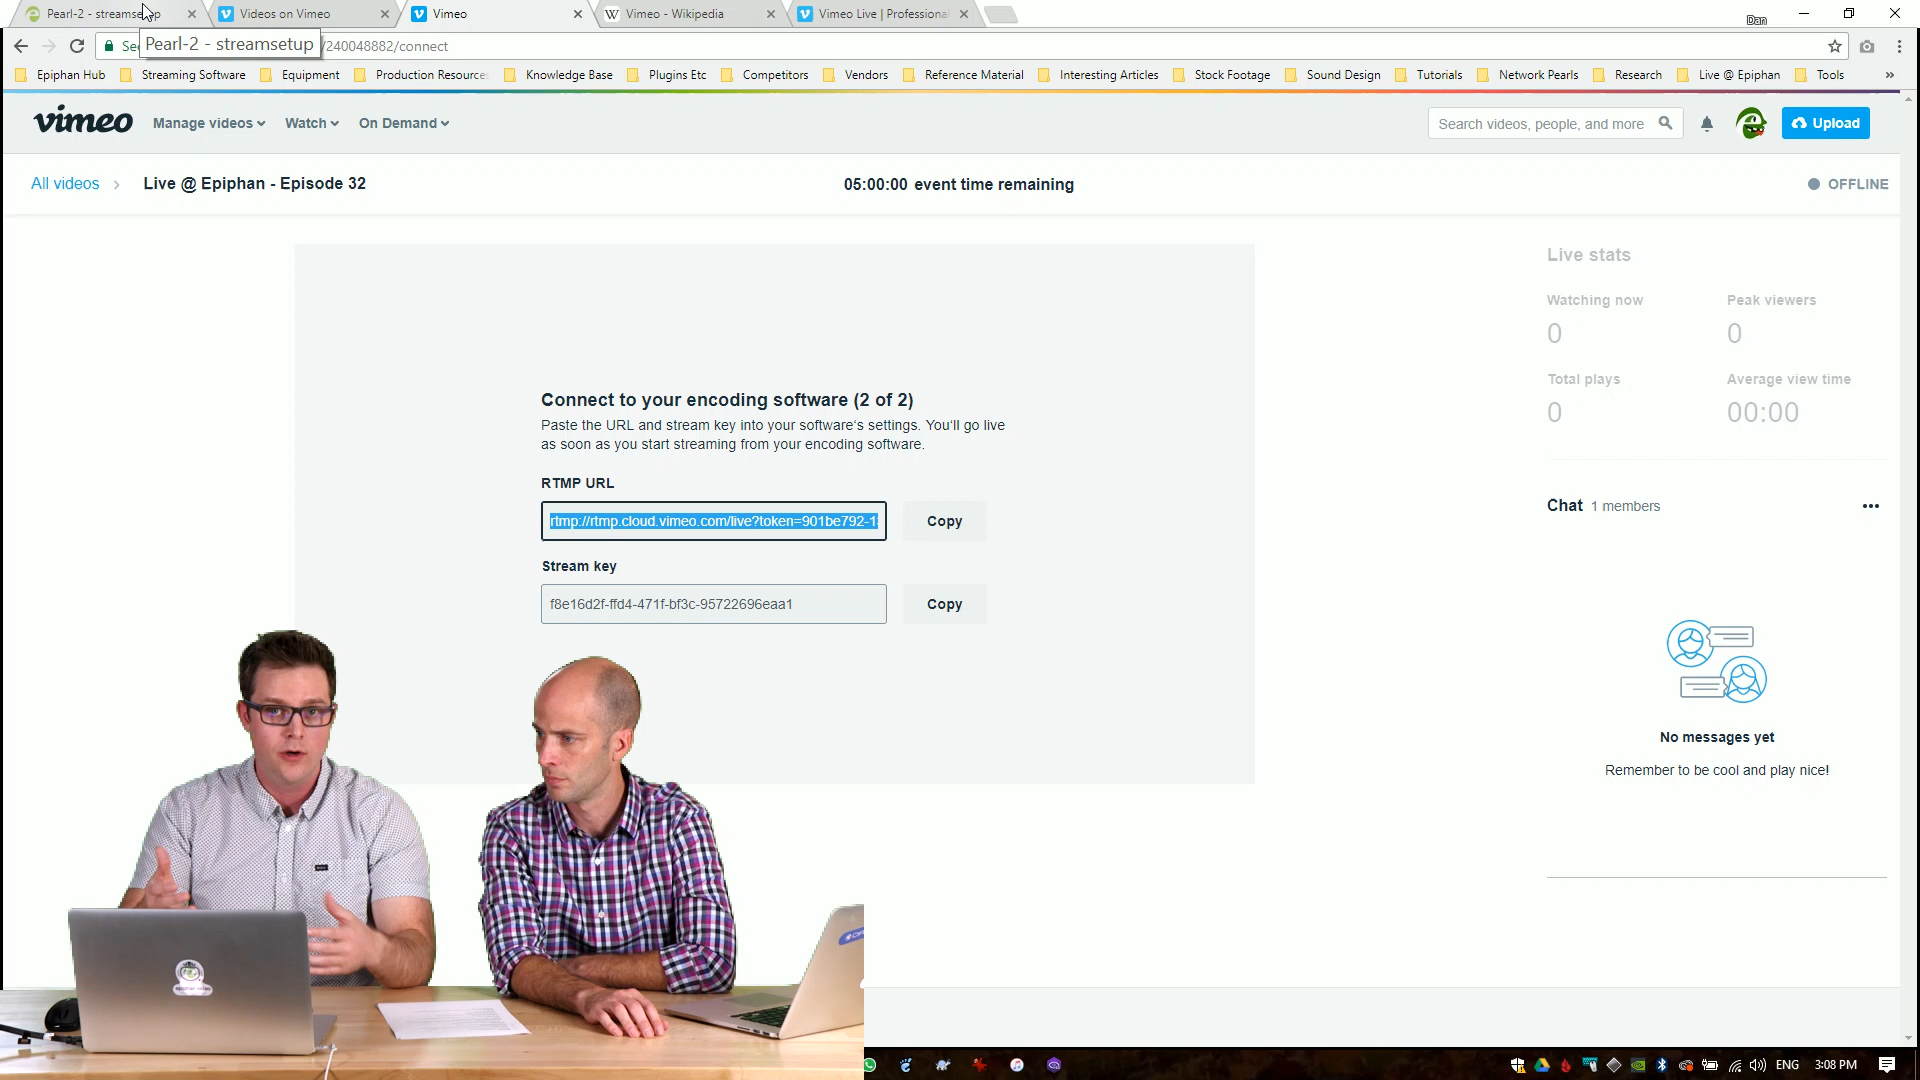 Pearl-2 - streamsetup
Videos on Vimeo
Vimeo
Vimeo - Wikipedia
Vimeo Live | Professional
Dan
Pearl-2 - streamsetup
/240048882/connect
Epiphan Hub
Streaming Software
Equipment
Production Resources
Knowledge Base
Plugins Etc
Competitors
Vendors
Reference Material
Interesting Articles
Stock Footage
Sound Design
Tutorials
Network Pearls
Research
Live @ Epiphan
Tools
»
vimeo
Manage videos
Watch
On Demand
Search videos, people, and more
Upload
All videos > Live @ Epiphan - Episode 32
05:00:00 event time remaining
OFFLINE
Connect to your encoding software (2 of 2)
Paste the URL and stream key into your software's settings. You'll go live
as soon as you start streaming from your encoding software.
RTMP URL
rtmp://rtmp.cloud.vimeo.com/live?token=901be792-1
Copy
Stream key
f8e16d2f-ffd4-471f-bf3c-95722696eaa1
Copy
Live stats
Watching now
0
Peak viewers
0
Total plays
0
Average view time
00:00
Chat 1 members
No messages yet
Remember to be cool and play nice!
epiphan video
ENG
3:08 PM